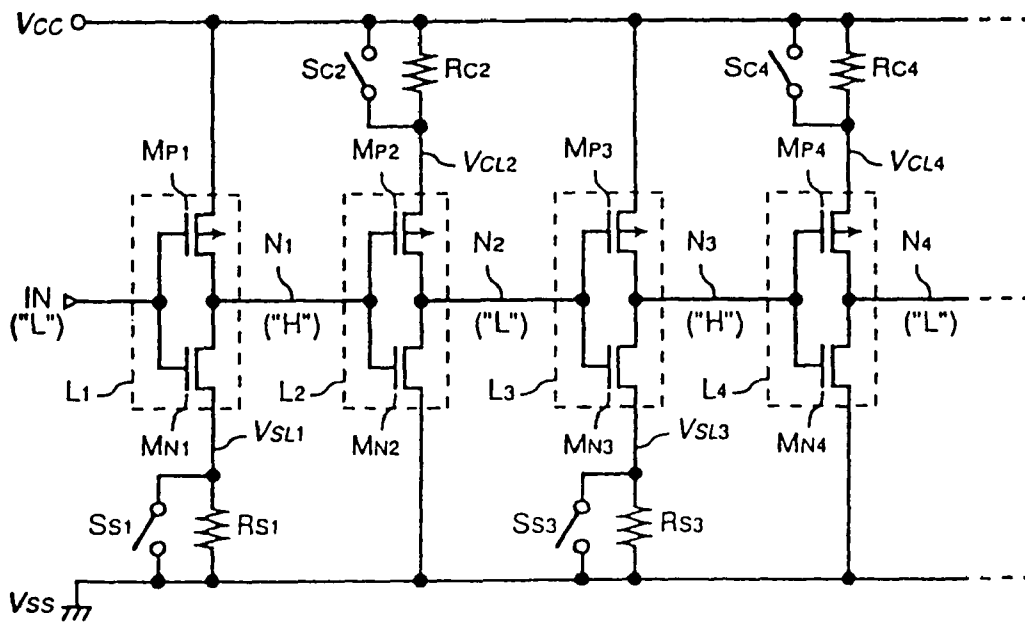 VCC
SC2 RC2 SC4 RC4
MP1 MP2 VCL2 MP3 MP4 VCL4
N1 N2 N3 N4
IN
("L") ("H") ("L") ("H") ("L")
L1 L2 L3 L4
MN1 VSL1 MN2 MN3 VSL3 MN4
SS1 RS1 SS3 RS3
VSS